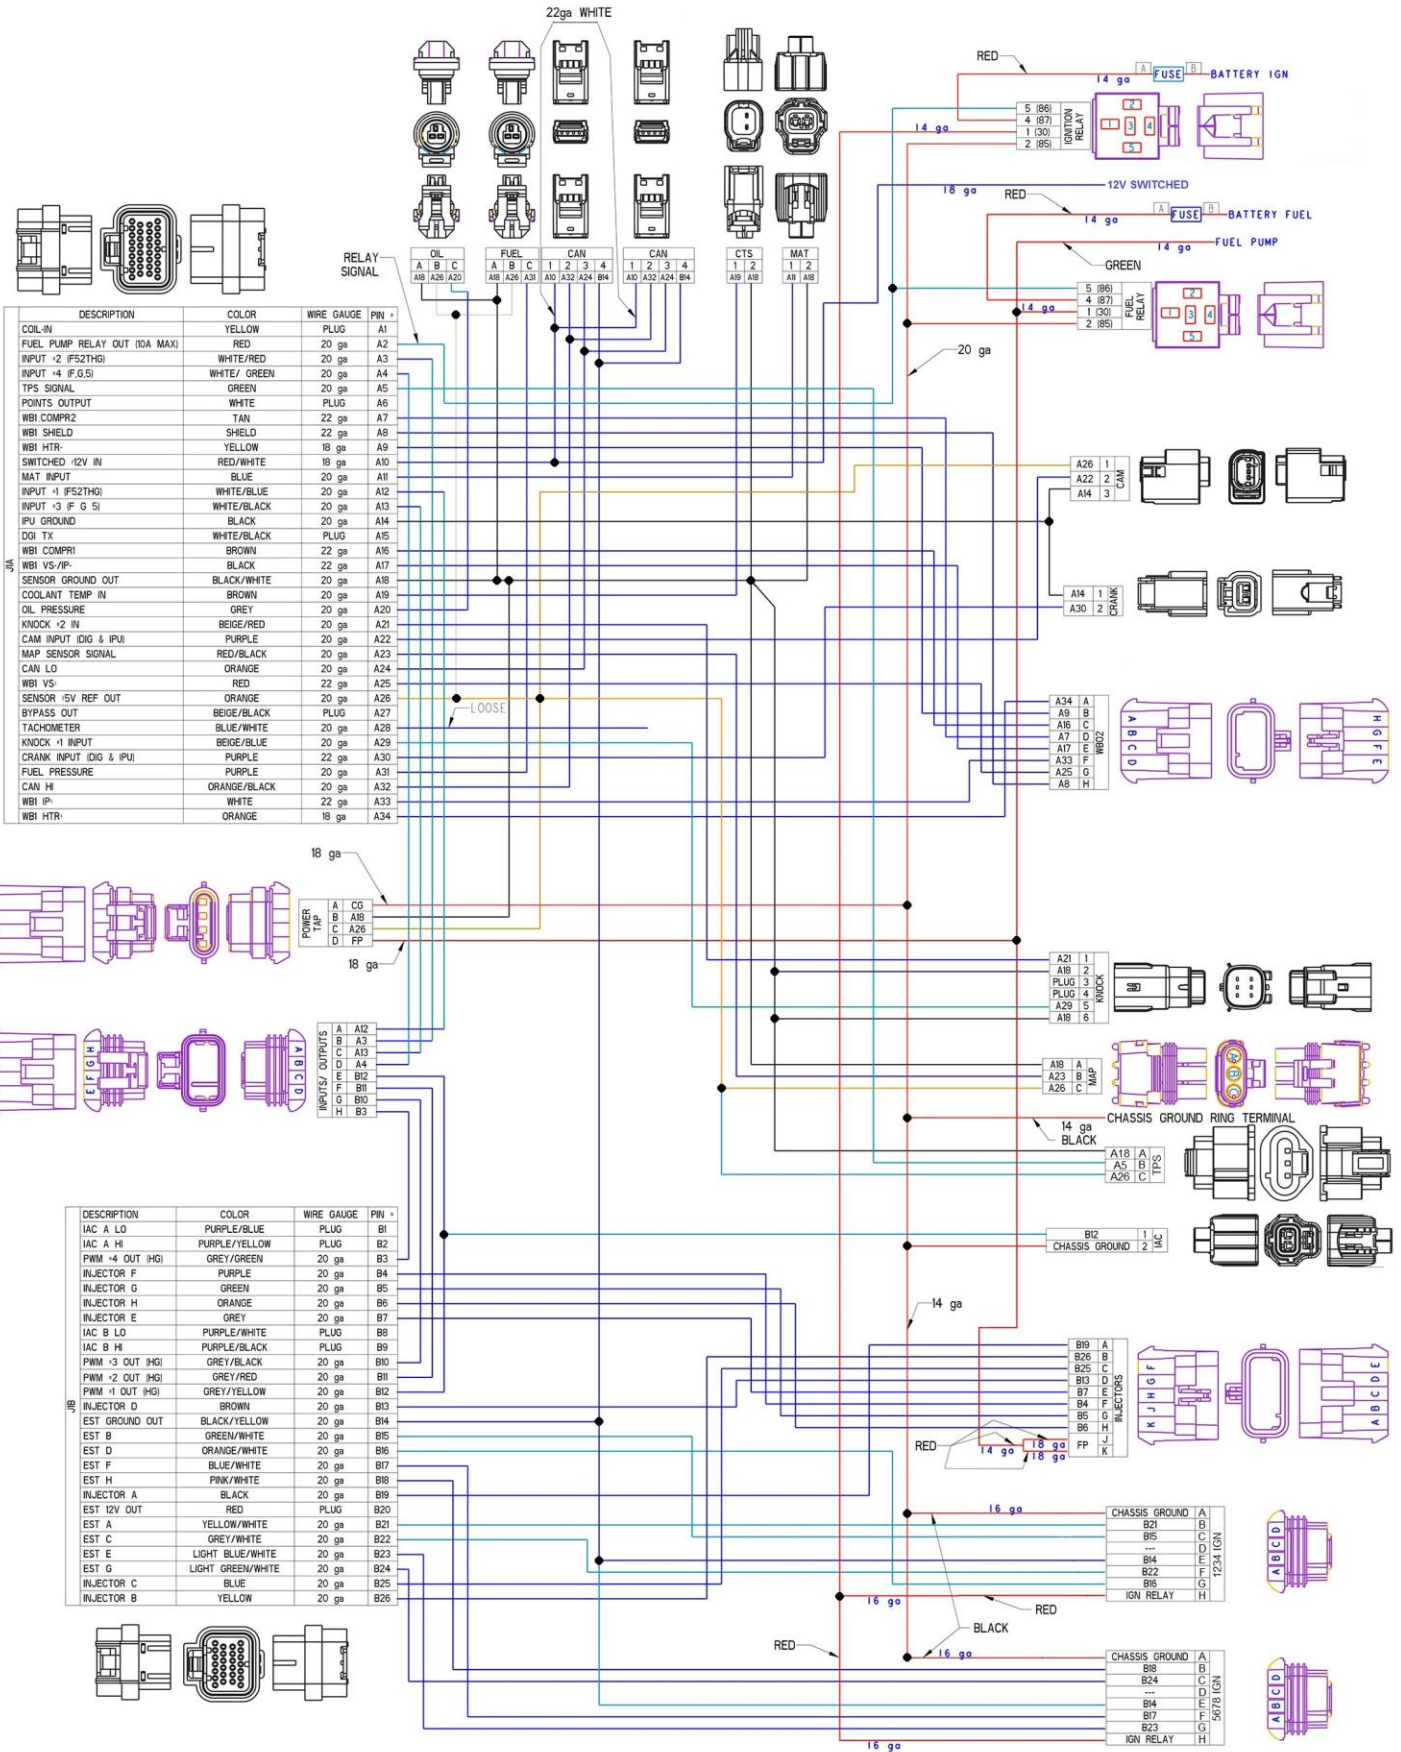 22ga WHITE
RED
14 ga
A FUSE B BATTERY IGN
5 (86)
4 (87)
1 (30)
2 (85)
IGNITION RELAY
14 ga
2
1 3 4
5
18 ga
12V SWITCHED
RED
14 ga
A FUSE B BATTERY FUEL
14 ga
FUEL PUMP
GREEN
5 (86)
4 (87)
1 (30)
2 (85)
FUEL RELAY
14 ga
2
1 3 4
5
20 ga
RELAY SIGNAL
OIL
A B C
A18 A26 A20
FUEL
A B C
A18 A26 A31
CAN
1 2 3 4
A10 A32 A24 B14
CAN
1 2 3 4
A10 A32 A24 B14
CTS
1 2
A19 A18
MAT
1 2
A11 A18
J1A
DESCRIPTION COLOR WIRE GAUGE PIN
COIL-IN YELLOW PLUG A1
FUEL PUMP RELAY OUT (10A MAX) RED 20 ga A2
INPUT #2 (F52THG) WHITE/RED 20 ga A3
INPUT #4 (F,G,5) WHITE/ GREEN 20 ga A4
TPS SIGNAL GREEN 20 ga A5
POINTS OUTPUT WHITE PLUG A6
WB1 COMPR2 TAN 22 ga A7
WB1 SHIELD SHIELD 22 ga A8
WB1 HTR- YELLOW 18 ga A9
SWITCHED +12V IN RED/WHITE 18 ga A10
MAT INPUT BLUE 20 ga A11
INPUT #1 (F52THG) WHITE/BLUE 20 ga A12
INPUT #3 (F G 5) WHITE/BLACK 20 ga A13
IPU GROUND BLACK 20 ga A14
DGI TX WHITE/BLACK PLUG A15
WB1 COMPR1 BROWN 22 ga A16
WB1 VS-/IP- BLACK 22 ga A17
SENSOR GROUND OUT BLACK/WHITE 20 ga A18
COOLANT TEMP IN BROWN 20 ga A19
OIL PRESSURE GREY 20 ga A20
KNOCK #2 IN BEIGE/RED 20 ga A21
CAM INPUT (DIG & IPU) PURPLE 20 ga A22
MAP SENSOR SIGNAL RED/BLACK 20 ga A23
CAN LO ORANGE 20 ga A24
WB1 VS+ RED 22 ga A25
SENSOR +5V REF OUT ORANGE 20 ga A26
BYPASS OUT BEIGE/BLACK PLUG A27
TACHOMETER BLUE/WHITE 20 ga A28
KNOCK #1 INPUT BEIGE/BLUE 20 ga A29
CRANK INPUT (DIG & IPU) PURPLE 22 ga A30
FUEL PRESSURE PURPLE 20 ga A31
CAN HI ORANGE/BLACK 20 ga A32
WB1 IP+ WHITE 22 ga A33
WB1 HTR+ ORANGE 18 ga A34
LOOSE
A26 1
A22 2
A14 3
CAM
A14 1
A30 2
CRANK
A34 A
A9 B
A16 C
A7 D
A17 E
A33 F
A25 G
A8 H
WBO2
A B C D
H G F E
18 ga
POWER TAP
A CG
B A18
C A26
D FP
18 ga
A21 1
A18 2
PLUG 3
PLUG 4
A29 5
A18 6
KNOCK
INPUTS/ OUTPUTS
A A12
B A3
C A13
D A4
E B12
F B11
G B10
H B3
E F G H
A B C D
A18 A
A23 B
A26 C
MAP
A B C
CHASSIS GROUND RING TERMINAL
14 ga
BLACK
A18 A
A5 B
A26 C
TPS
B12 1
CHASSIS GROUND 2
IAC
14 ga
J1B
DESCRIPTION COLOR WIRE GAUGE PIN
IAC A LO PURPLE/BLUE PLUG B1
IAC A HI PURPLE/YELLOW PLUG B2
PWM #4 OUT (HG) GREY/GREEN 20 ga B3
INJECTOR F PURPLE 20 ga B4
INJECTOR G GREEN 20 ga B5
INJECTOR H ORANGE 20 ga B6
INJECTOR E GREY 20 ga B7
IAC B LO PURPLE/WHITE PLUG B8
IAC B HI PURPLE/BLACK PLUG B9
PWM #3 OUT (HG) GREY/BLACK 20 ga B10
PWM #2 OUT (HG) GREY/RED 20 ga B11
PWM #1 OUT (HG) GREY/YELLOW 20 ga B12
INJECTOR D BROWN 20 ga B13
EST GROUND OUT BLACK/YELLOW 20 ga B14
EST B GREEN/WHITE 20 ga B15
EST D ORANGE/WHITE 20 ga B16
EST F BLUE/WHITE 20 ga B17
EST H PINK/WHITE 20 ga B18
INJECTOR A BLACK 20 ga B19
EST 12V OUT RED PLUG B20
EST A YELLOW/WHITE 20 ga B21
EST C GREY/WHITE 20 ga B22
EST E LIGHT BLUE/WHITE 20 ga B23
EST G LIGHT GREEN/WHITE 20 ga B24
INJECTOR C BLUE 20 ga B25
INJECTOR B YELLOW 20 ga B26
B19 A
B26 B
B25 C
B13 D
B7 E
B4 F
B5 G
B6 H
FP J
K
INJECTORS
RED
14 ga
18 ga
18 ga
K J H G F
A B C D E
16 ga
CHASSIS GROUND A
B21 B
B15 C
--- D
B14 E
B22 F
B16 G
IGN RELAY H
1234 IGN
A B C D
16 ga
RED
BLACK
RED
16 ga
CHASSIS GROUND A
B18 B
B24 C
--- D
B14 E
B17 F
B23 G
IGN RELAY H
5678 IGN
A B C D
16 ga